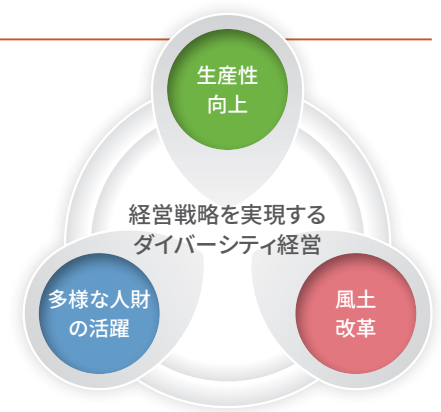 生産性
向上
経営戦略を実現する
ダイバーシティ経営
多様な人財
の活躍
風土
改革